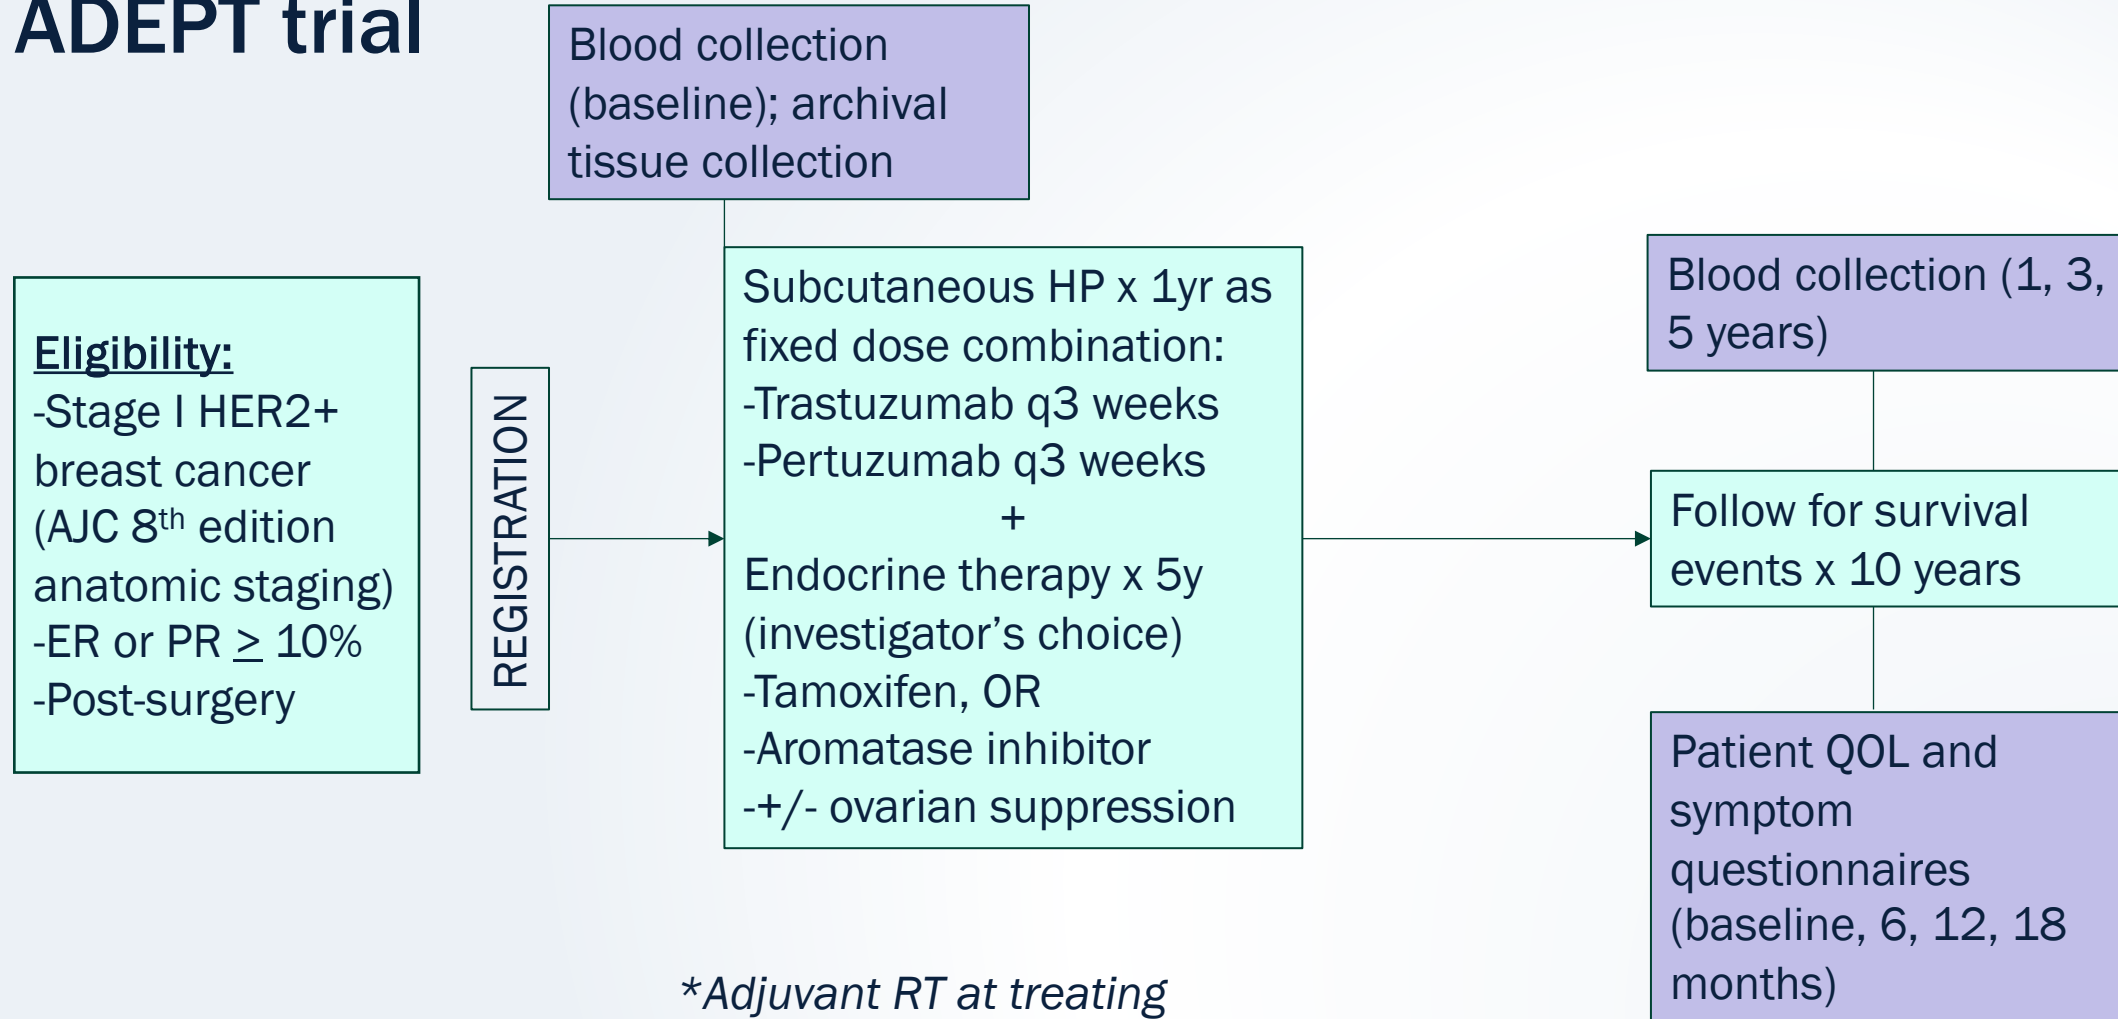 ADEPT trial
Blood collection
(baseline); archival
tissue collection
Eligibility:
-Stage I HER2+
breast cancer
(AJC 8th edition
anatomic staging)
-ER or PR ≥ 10%
-Post-surgery
REGISTRATION
Subcutaneous HP x 1yr as
fixed dose combination:
-Trastuzumab q3 weeks
-Pertuzumab q3 weeks
+
Endocrine therapy x 5y
(investigator’s choice)
-Tamoxifen, OR
-Aromatase inhibitor
-+/- ovarian suppression
Blood collection (1, 3,
5 years)
Follow for survival
events x 10 years
Patient QOL and
symptom
questionnaires
(baseline, 6, 12, 18
months)
*Adjuvant RT at treating